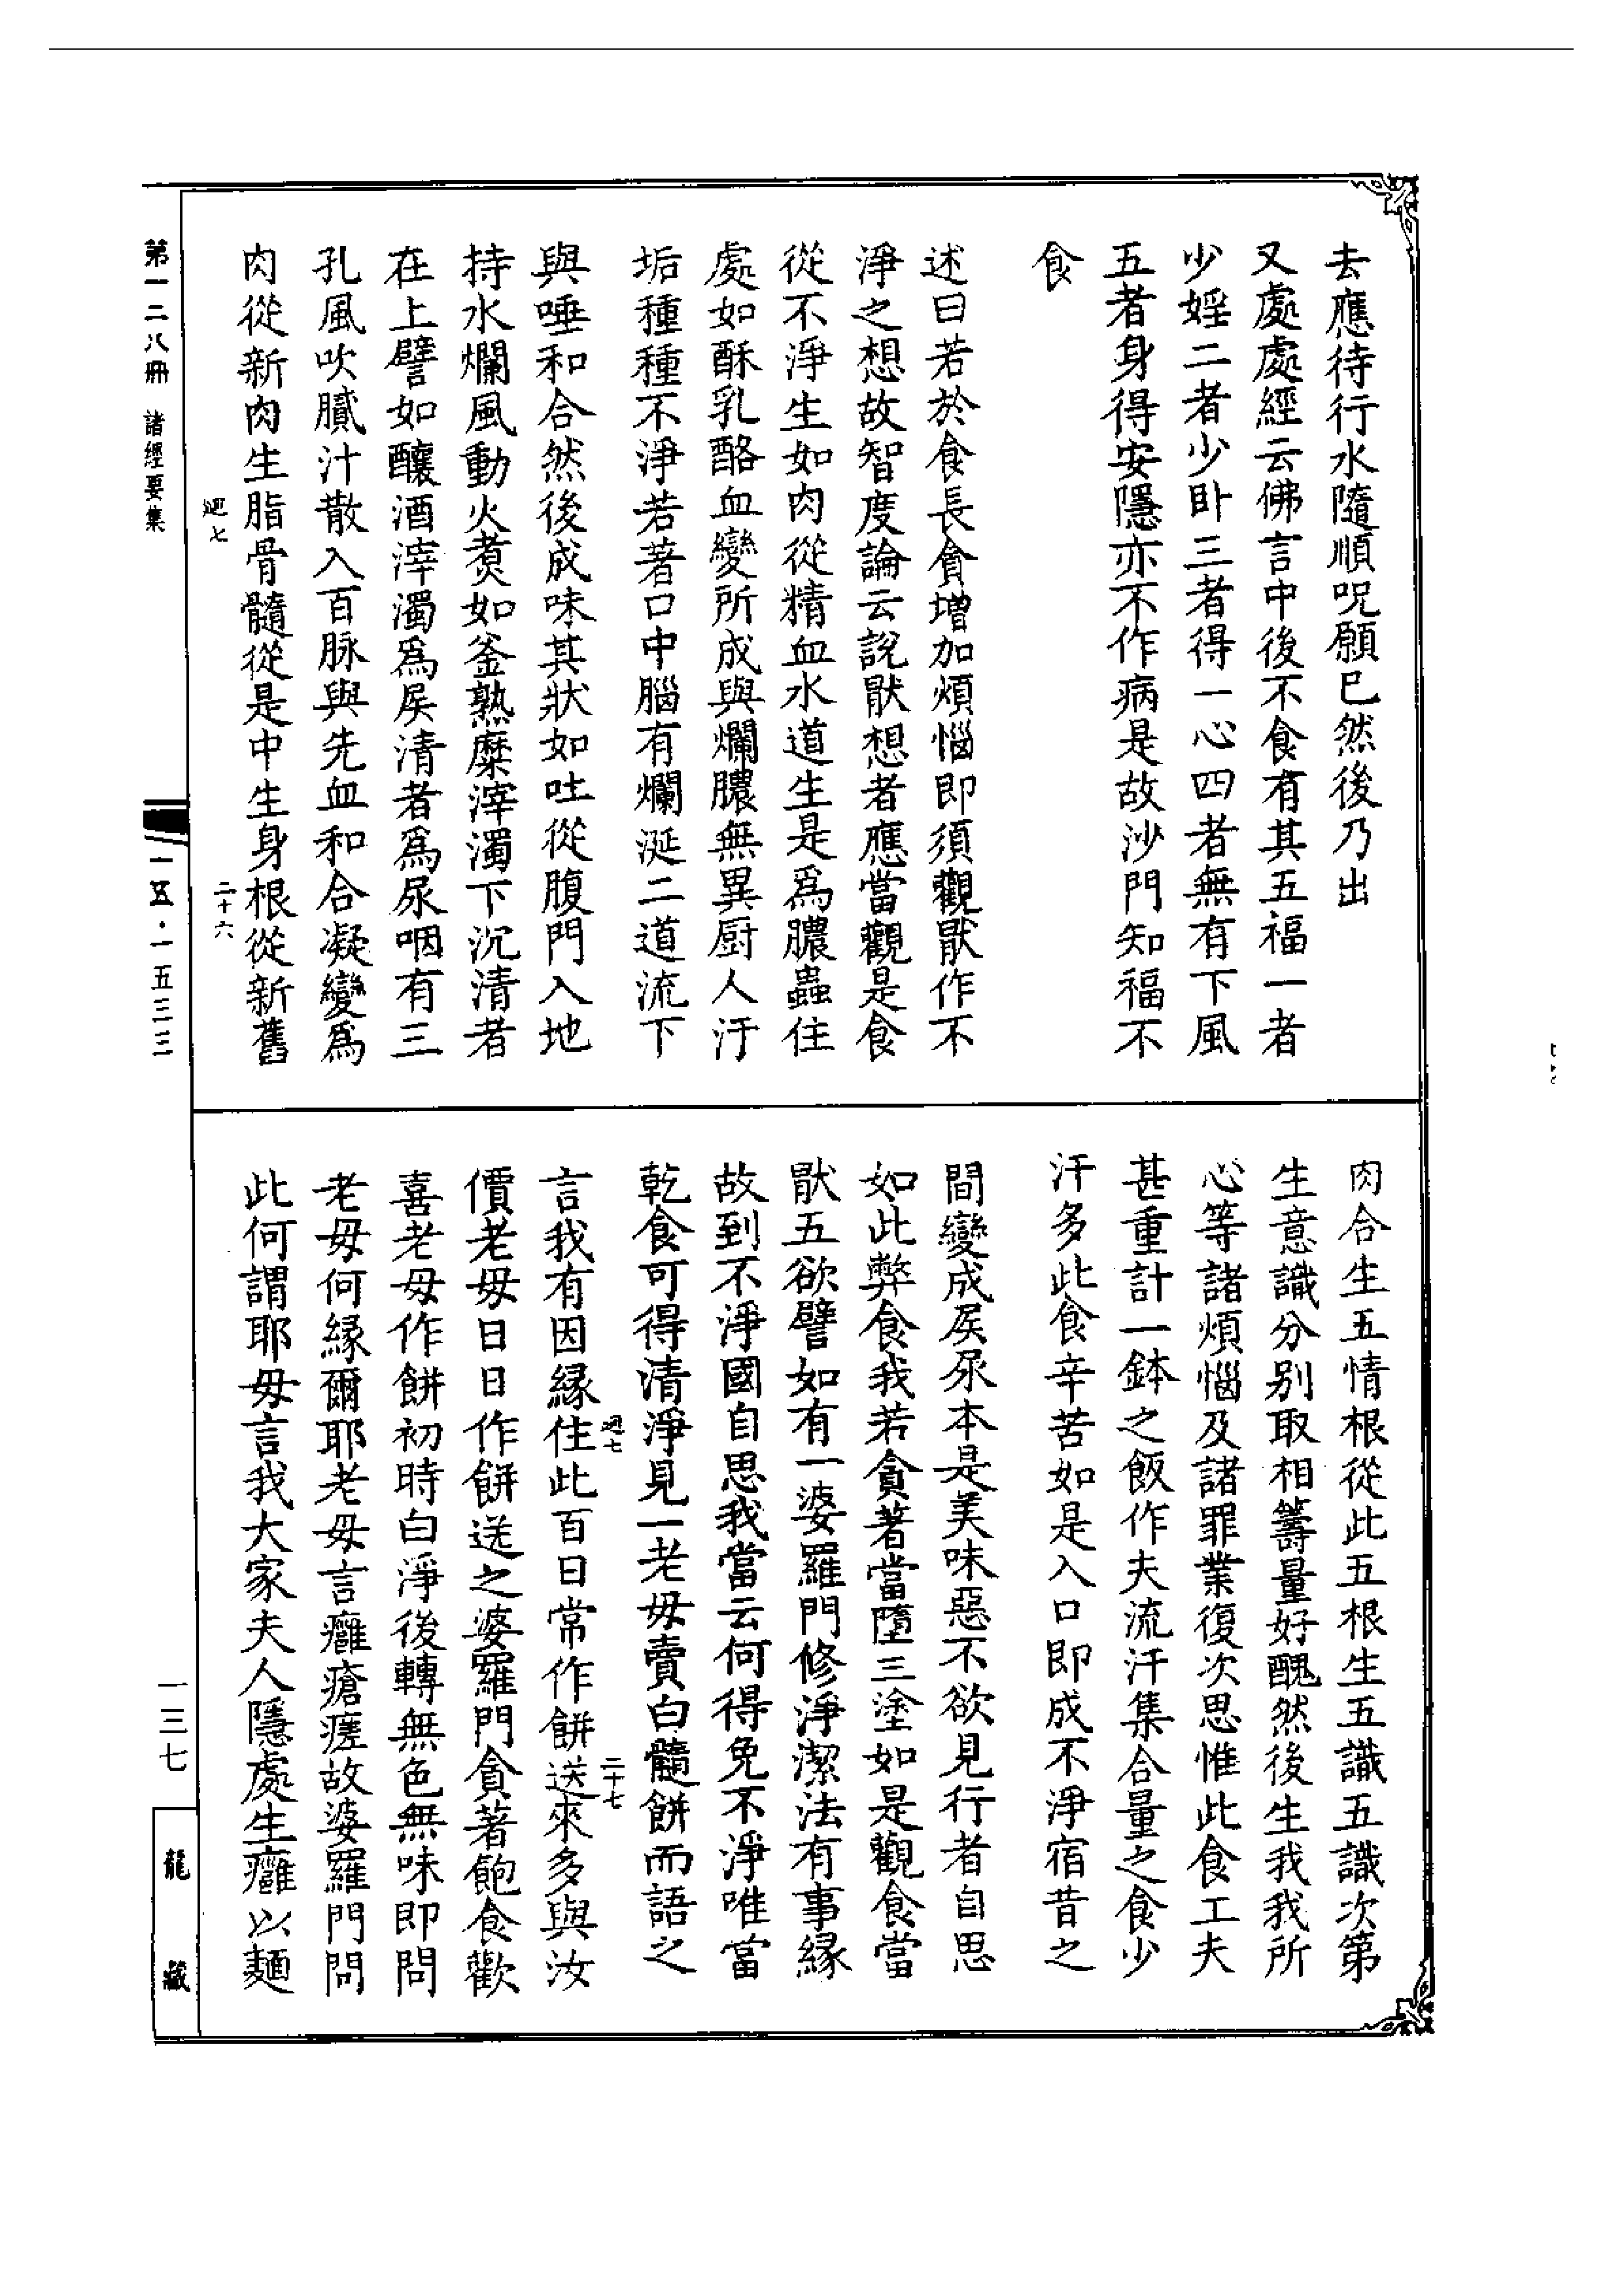 去應待行水隨順呪願巳然後乃出
又處處經云佛言中後不食有其五福一者
少婬二者少卧三者得一心四者無有下風
五者身得安隱亦不作病是故沙門知福不
食
述曰若於食長貪增加煩惱即須觀猒作不
淨之想故智度論云說猒想者應當觀是食
從不淨生如肉從精血水道生是爲膿蟲住
處如酥乳酪血變所成與爛膿無異厨人汙
垢種種不淨若著口中腦有爛涎二道流下
與唾和合然後成味其狀如吐從腹門入地
持水爛風動火煑如釜熟糜滓濁下沉清者
在上譬如釀酒滓濁爲屎清者爲尿咽有三
孔風吹膩汁散入百脉與先血和合凝變爲
肉從新肉生脂骨髓從是中生身根從新舊
迴七
二十六
肉合生五情根從此五根生五識五識次第
生意識分别取相籌量好醜然後生我我所
心等諸煩惱及諸罪業復次思惟此食工夫
甚重計一鉢之飯作夫流汗集合量之食少
汗多此食辛苦如是入口即成不淨宿昔之
間變成屎尿本是美味惡不欲見行者自思
如此弊食我若貪著當墮三塗如是觀食當
猒五欲譬如有一婆羅門修淨潔法有事緣
故到不淨國自思我當云何得免不淨唯當
乾食可得清淨見一老母賣白髓餅而語之
言我有因緣住此百日常作餅送來多與汝
迴七
二十七
價老母日日作餅送之婆羅門貪著飽食歡
喜老母作餅初時白淨後轉無色無味即問
老母何緣爾耶老母言癰瘡瘥故婆羅門問
此何謂耶母言我大家夫人隱處生癰以麵
第一二八冊 諸經要集
一五·一五三三
一三七
龍藏